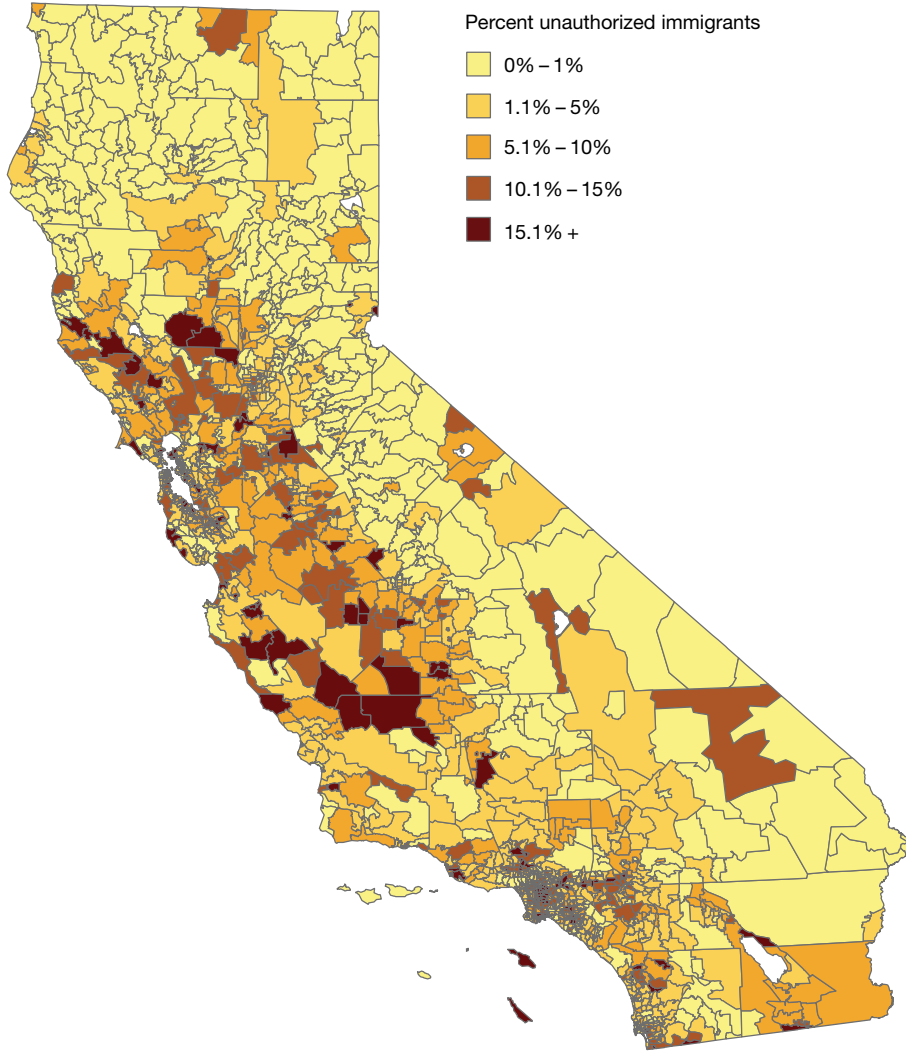 Percent unauthorized immigrants
0% – 1%
1.1% – 5%
5.1% – 10%
10.1% – 15%
15.1% +